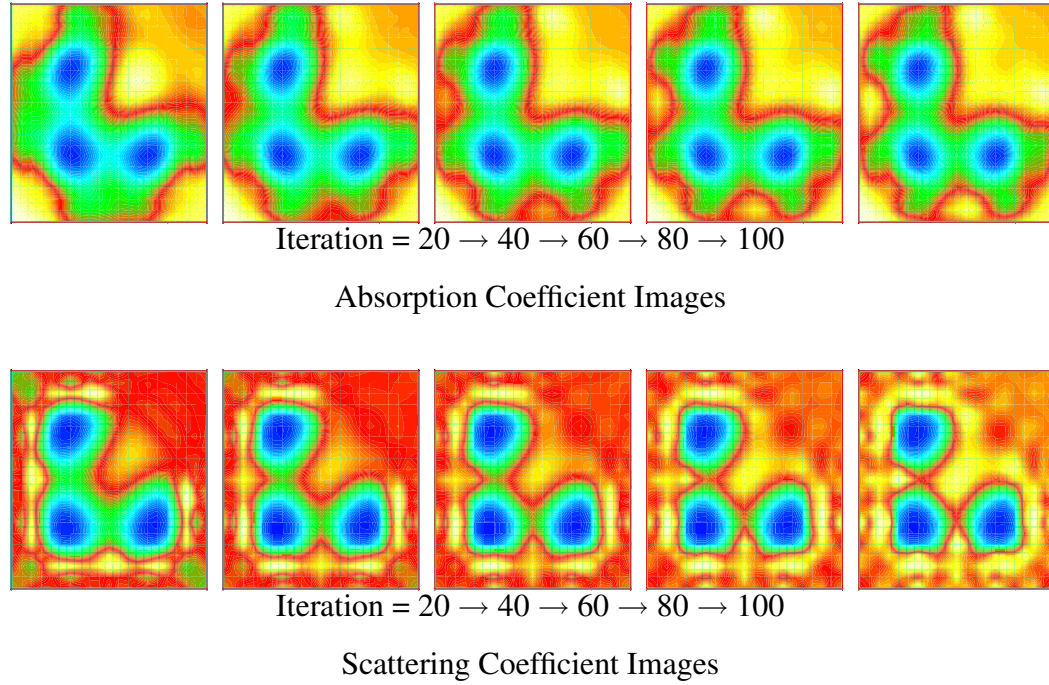 Iteration = 20 → 40 → 60 → 80 → 100
Absorption Coefficient Images
Iteration = 20 → 40 → 60 → 80 → 100
Scattering Coefficient Images